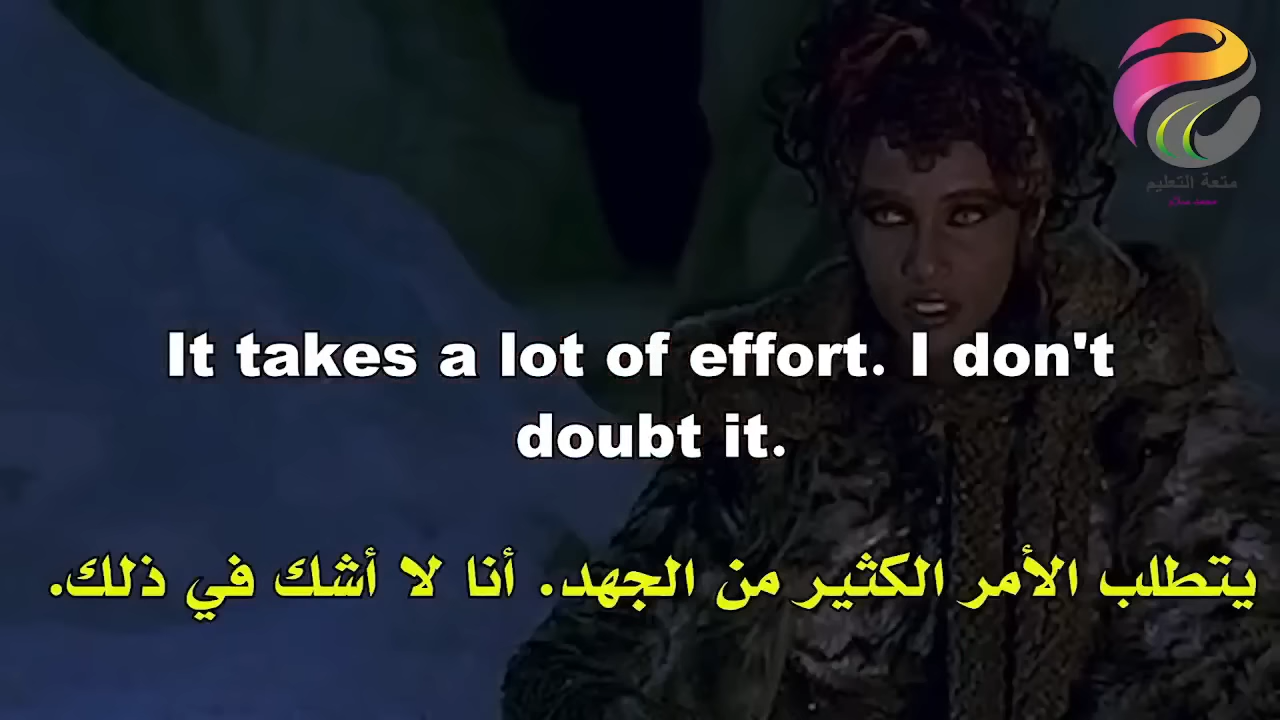 متعة التعليم
It takes a lot of effort. I don't
doubt it.
يتطلب الأمر الكثير من الجهد. أنا لا أشك في ذلك.